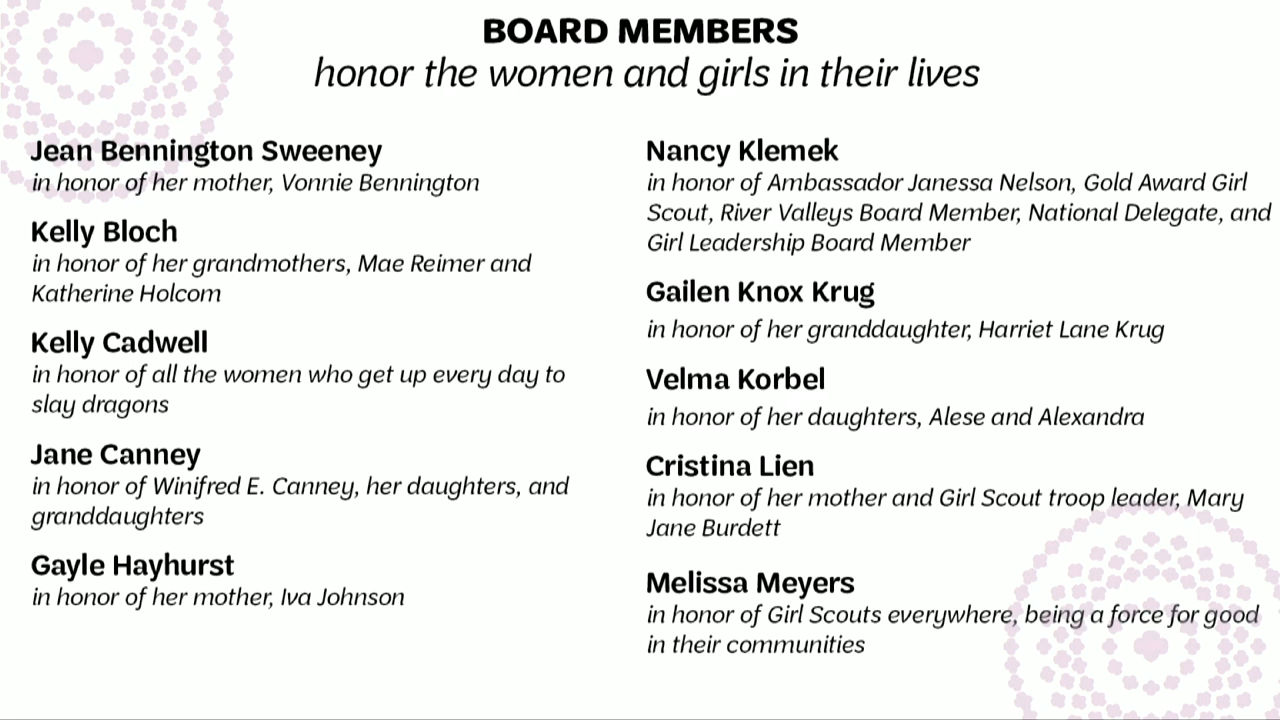 BOARD MEMBERS
honor the women and girls in their lives
Jean Bennington Sweeney
in honor of her mother, Vonnie Bennington
Kelly Bloch
in honor of her grandmothers, Mae Reimer and
Katherine Holcom
Kelly Cadwell
in honor of all the women who get up every day to
slay dragons
Jane Canney
in honor of Winifred E. Canney, her daughters, and
granddaughters
Gayle Hayhurst
in honor of her mother, Iva Johnson
Nancy Klemek
in honor of Ambassador Janessa Nelson, Gold Award Girl
Scout, River Valleys Board Member, National Delegate, and
Girl Leadership Board Member
Gailen Knox Krug
in honor of her granddaughter, Harriet Lane Krug
Velma Korbel
in honor of her daughters, Alese and Alexandra
Cristina Lien
in honor of her mother and Girl Scout troop leader, Mary
Jane Burdett
Melissa Meyers
in honor of Girl Scouts everywhere, being a force for good
in their communities